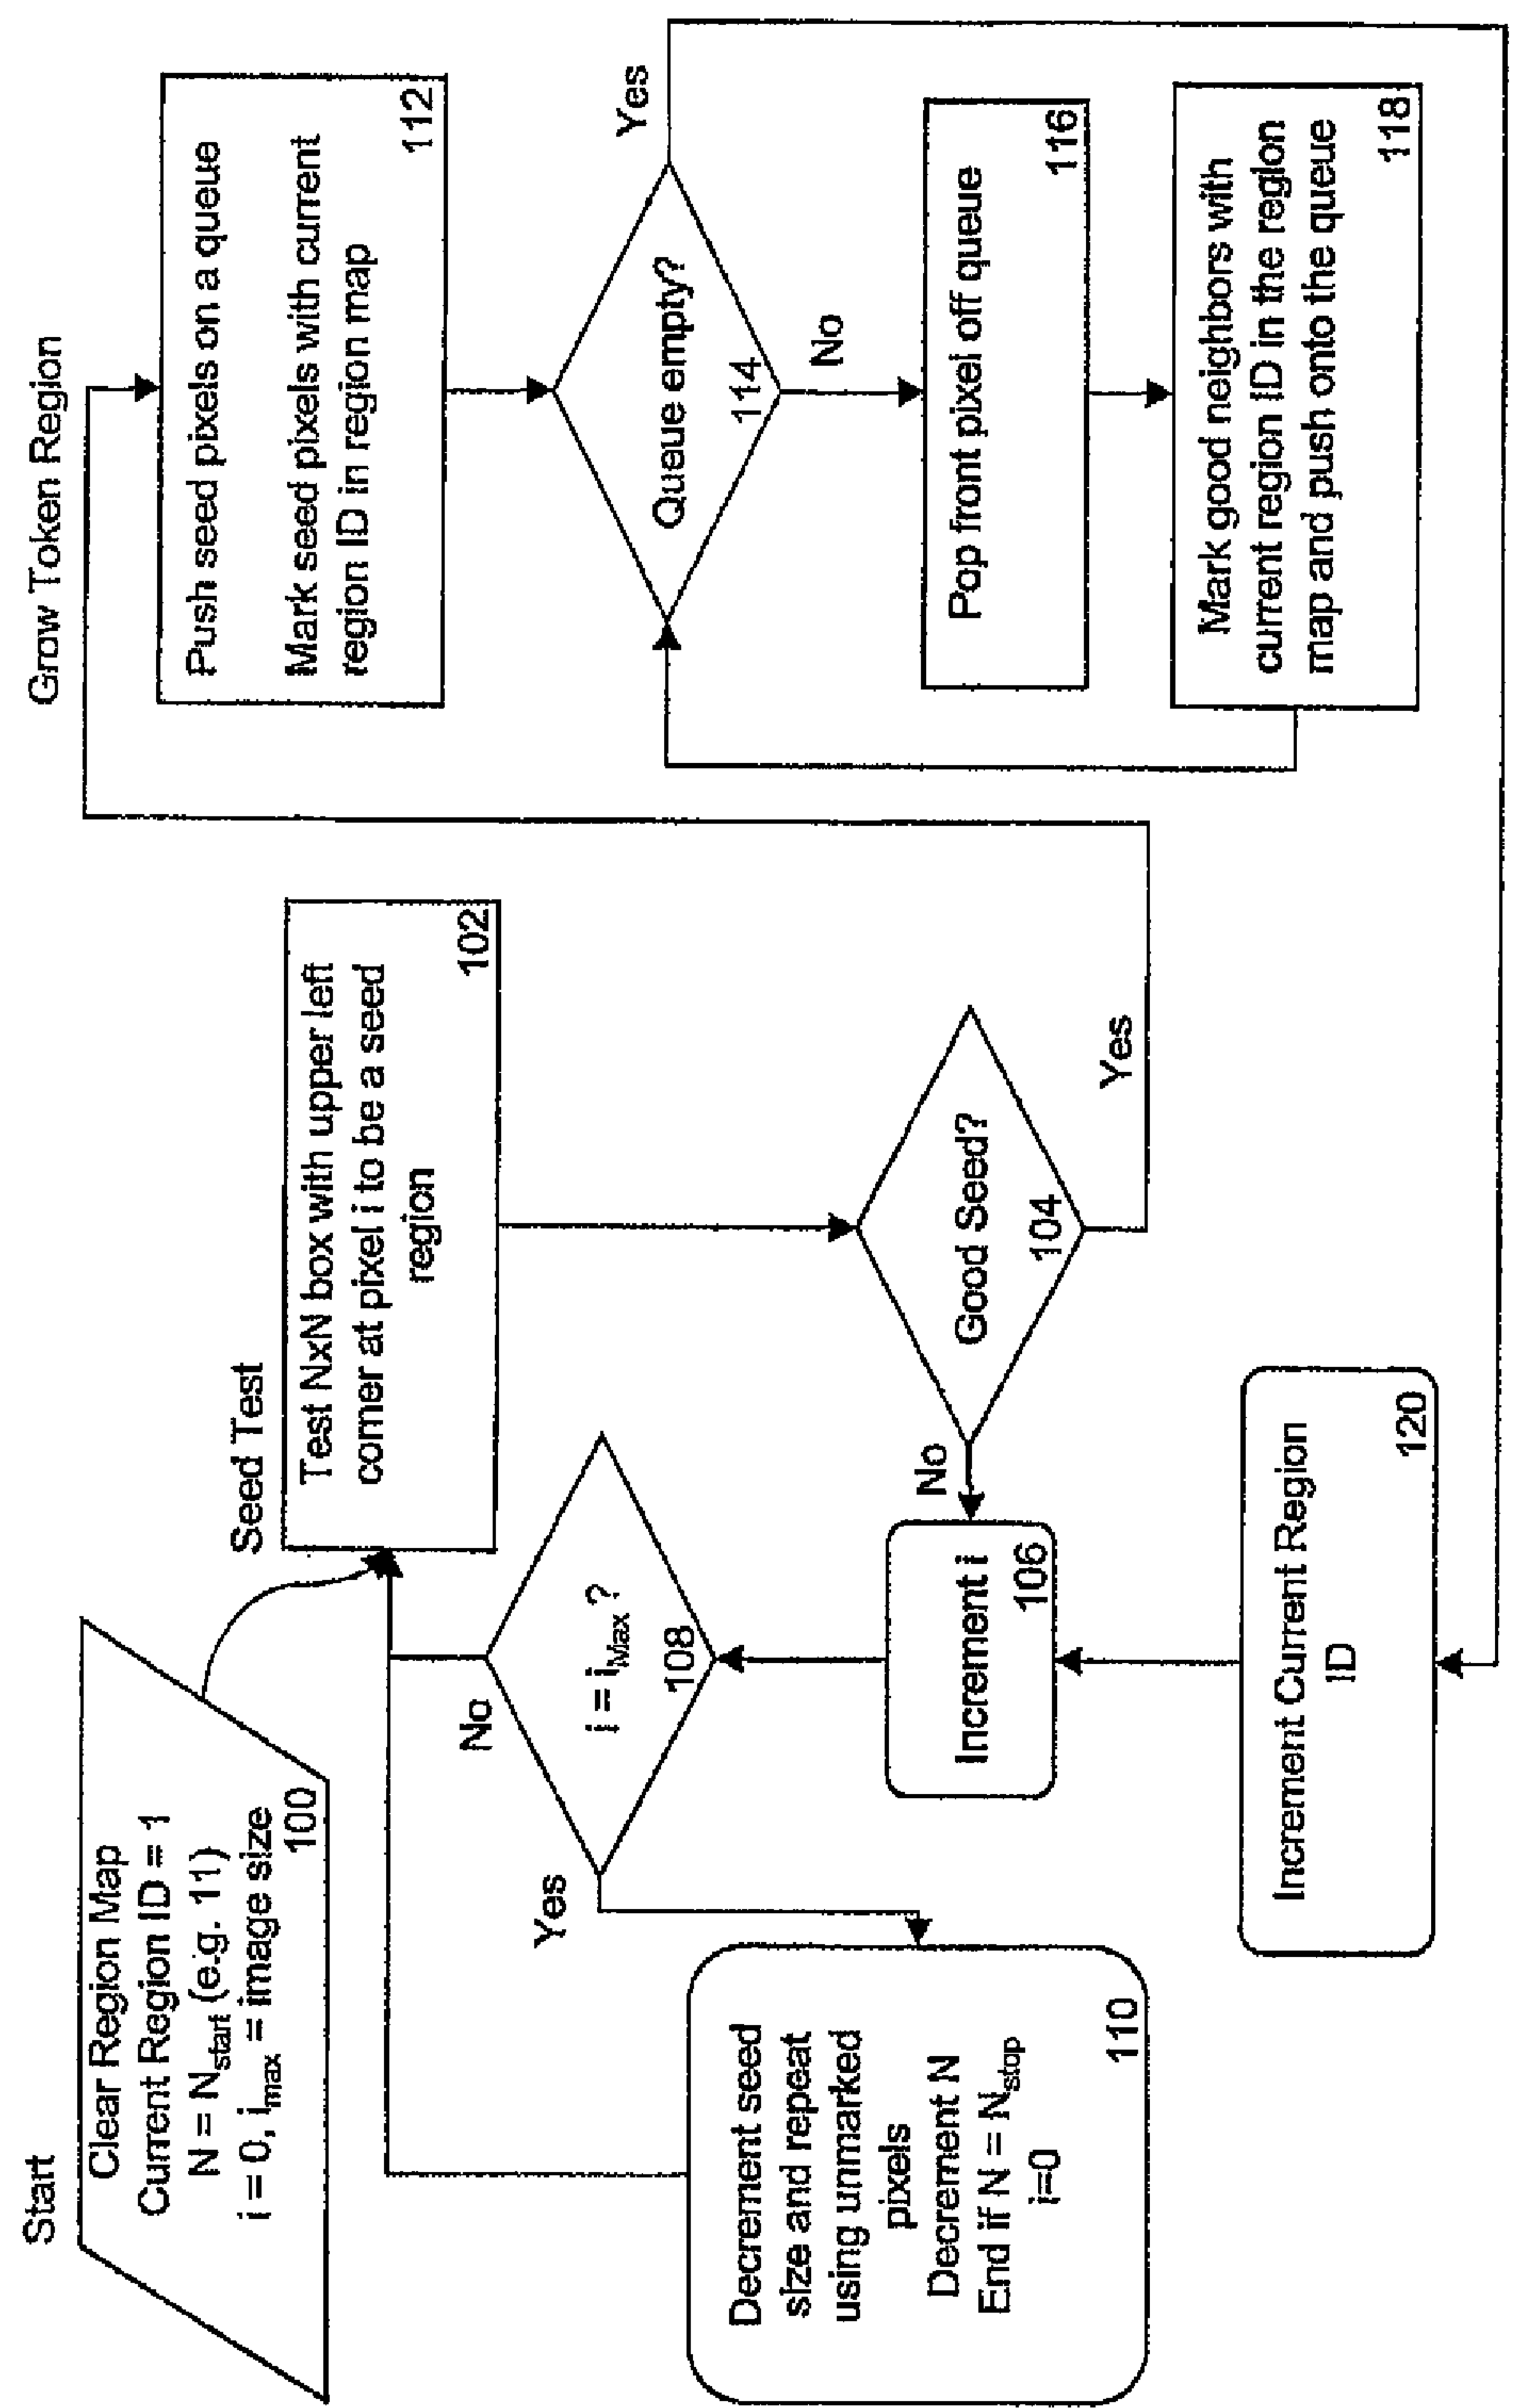 Start
Clear Region Map
Current Region ID = 1
N = Nstart (e.g. 11)
i = 0, imax = image size
100
Seed Test
Test NxN box with upper left
corner at pixel i to be a seed
region
102
Good Seed?
104
No
Yes
Increment i
106
i = iMax ?
108
No
Yes
Decrement seed
size and repeat
using unmarked
pixels
Decrement N
End if N = Nstop
i=0
110
Grow Token Region
Push seed pixels on a queue
Mark seed pixels with current
region ID in region map
112
Queue empty?
114
Yes
No
Pop front pixel off queue
116
Mark good neighbors with
current region ID in the region
map and push onto the queue
118
Increment Current Region
ID
120